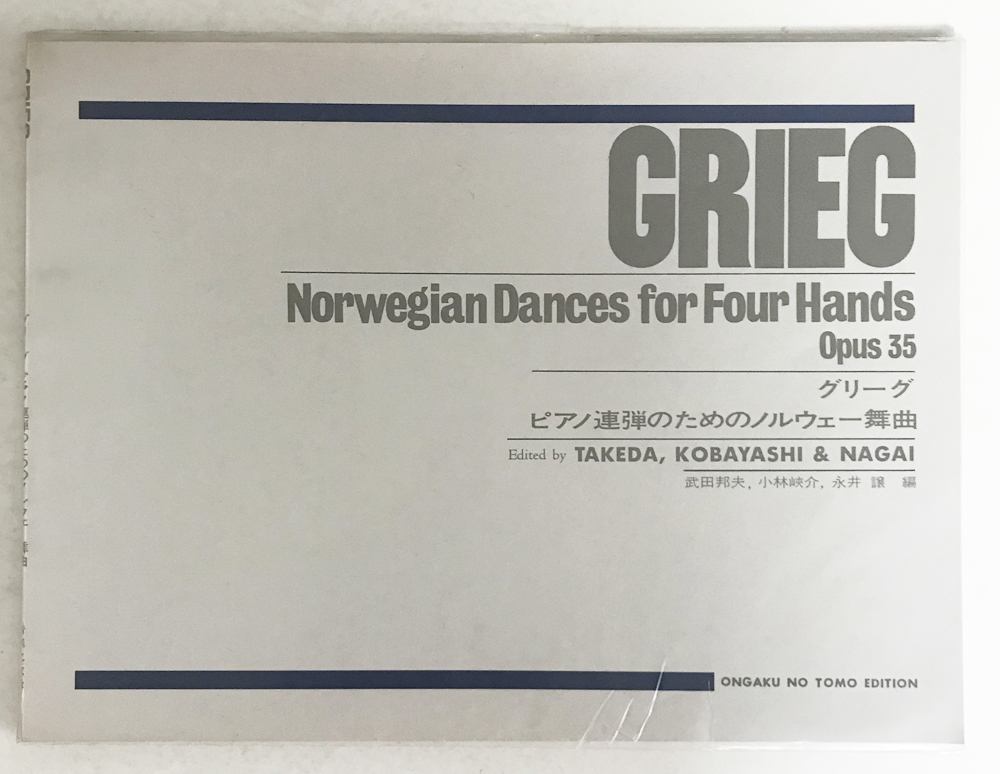 GRIEG
Norwegian Dances for Four Hands
Opus 35
グリーグ
ピアノ連弾のためのノルウェー舞曲
Edited by TAKEDA, KOBAYASHI & NAGAI
武田邦夫, 小林峡介, 永井 譲 編
ONGAKU NO TOMO EDITION